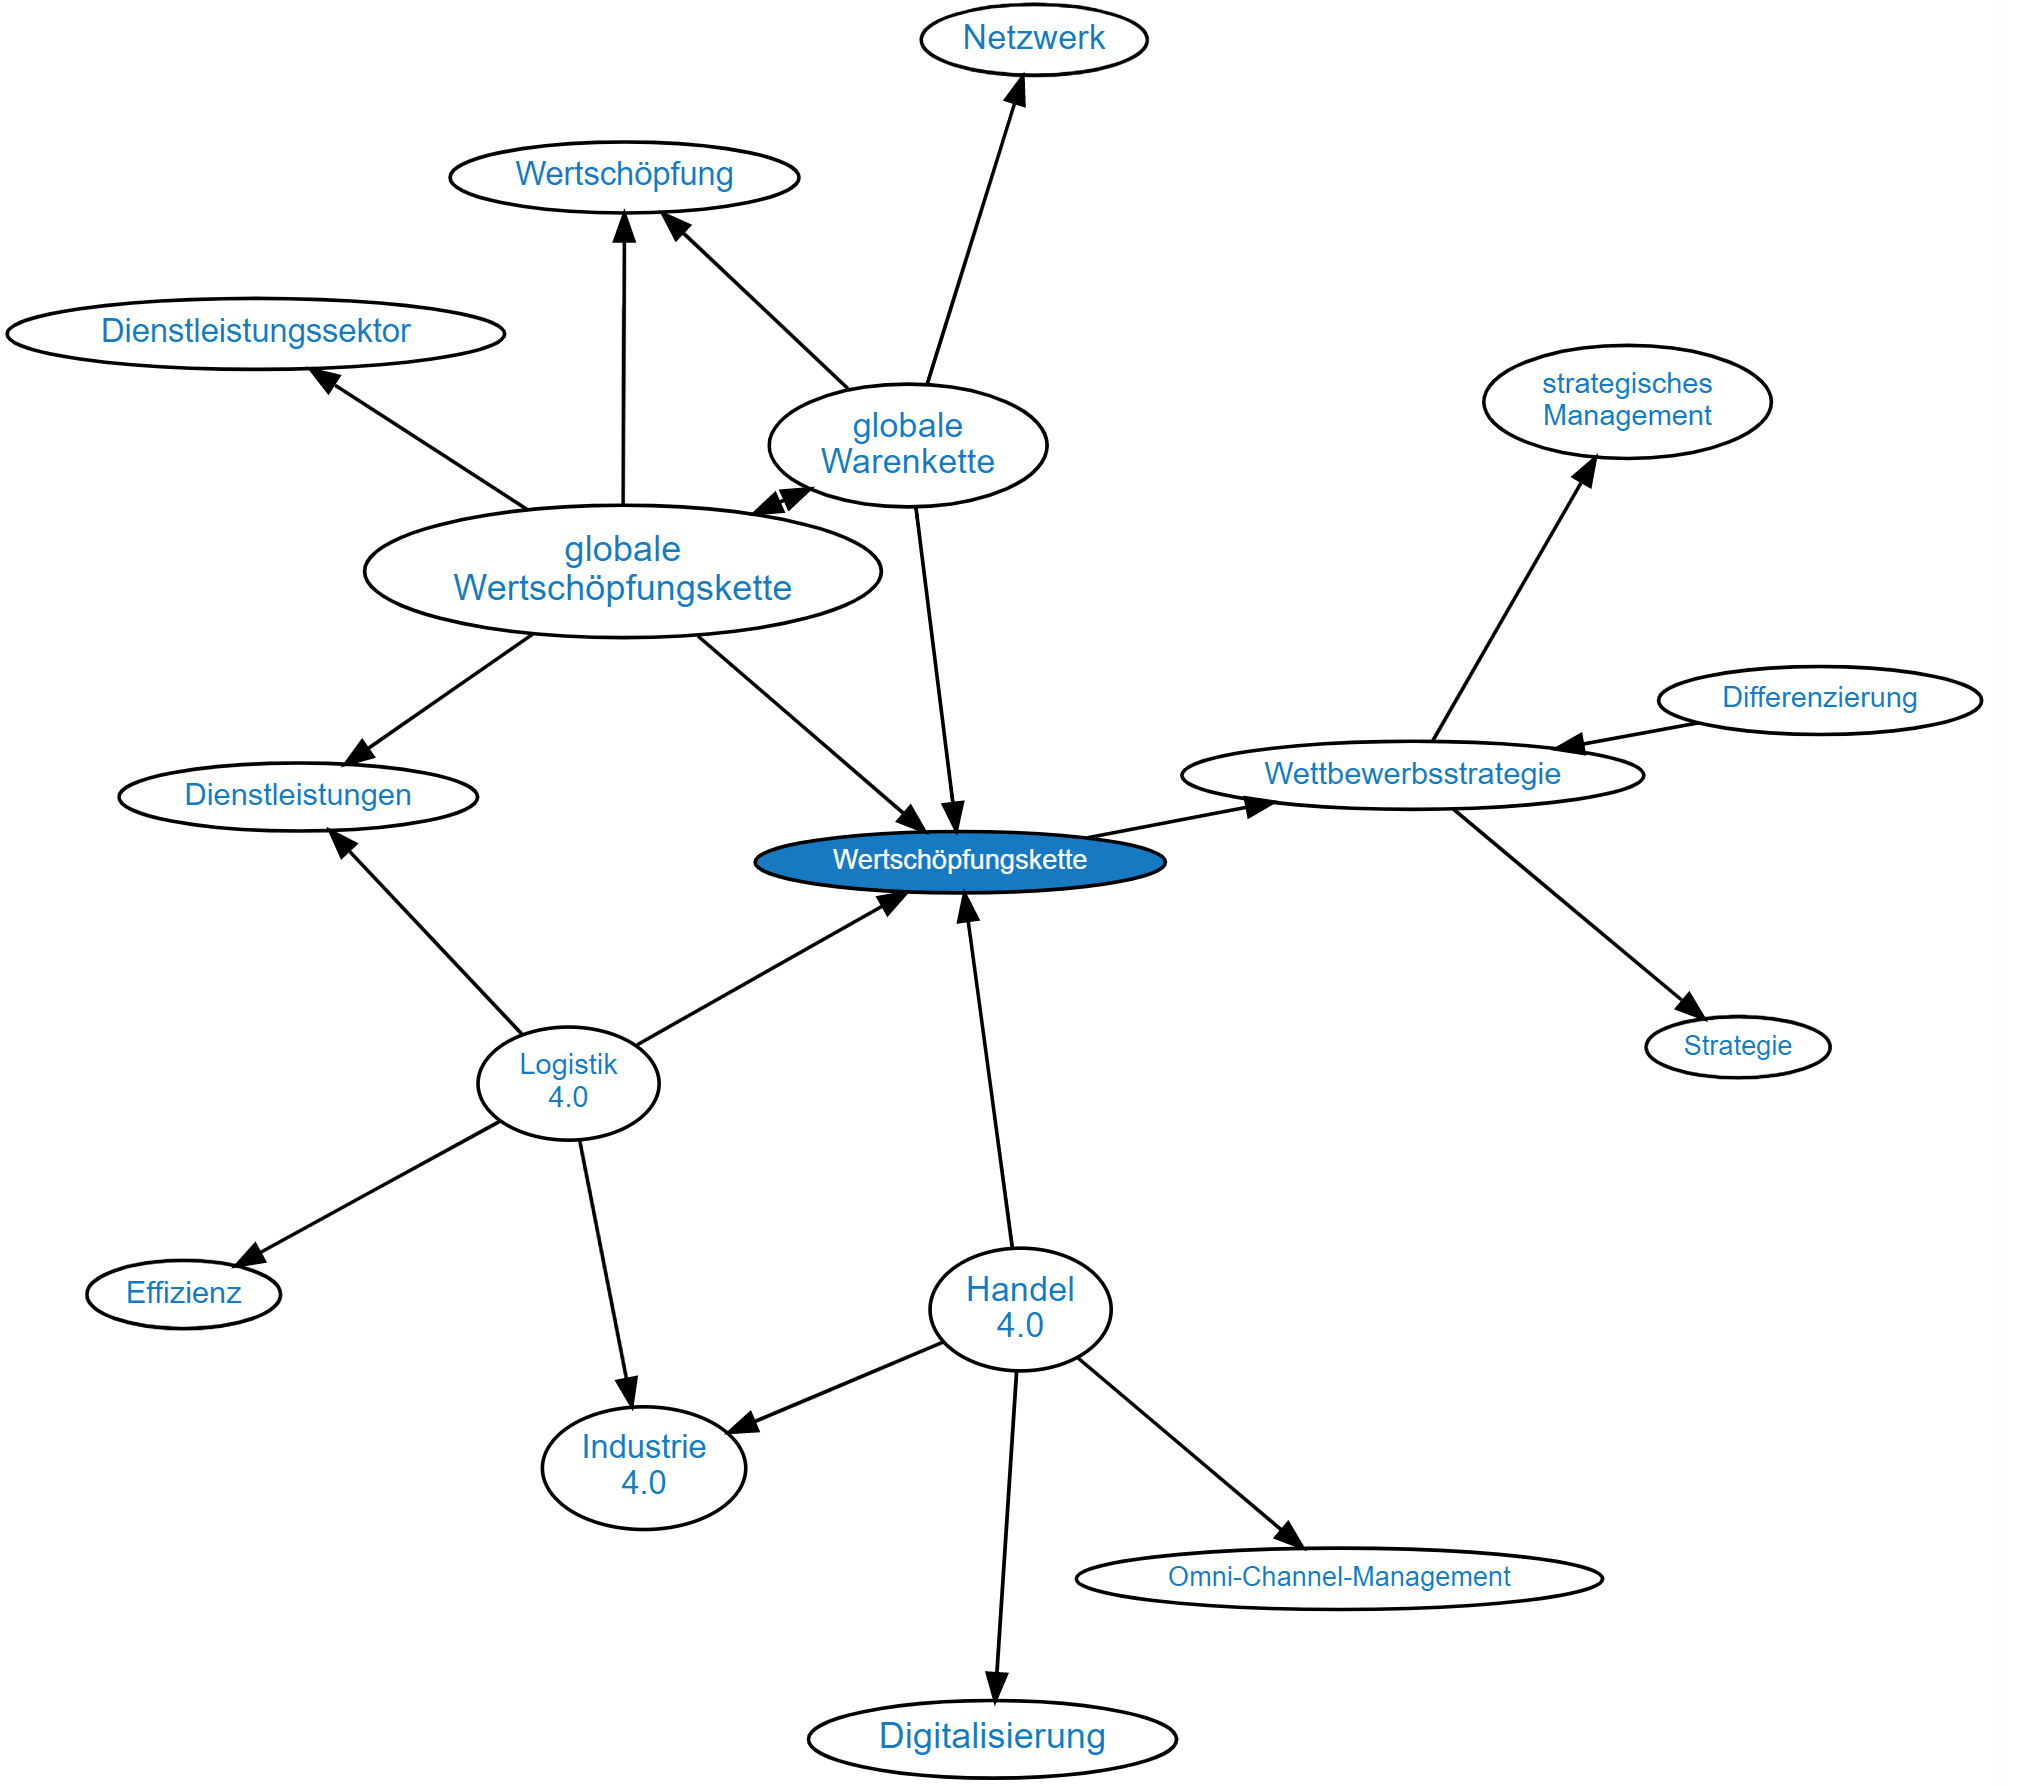 Netzwerk
Wertschöpfung
Dienstleistungssektor
strategisches
Management
globale
Warenkette
globale
Wertschöpfungskette
Differenzierung
Wettbewerbsstrategie
Dienstleistungen
Wertschöpfungskette
Strategie
Logistik
4.0
Effizienz
Handel
4.0
Industrie
4.0
Omni-Channel-Management
Digitalisierung